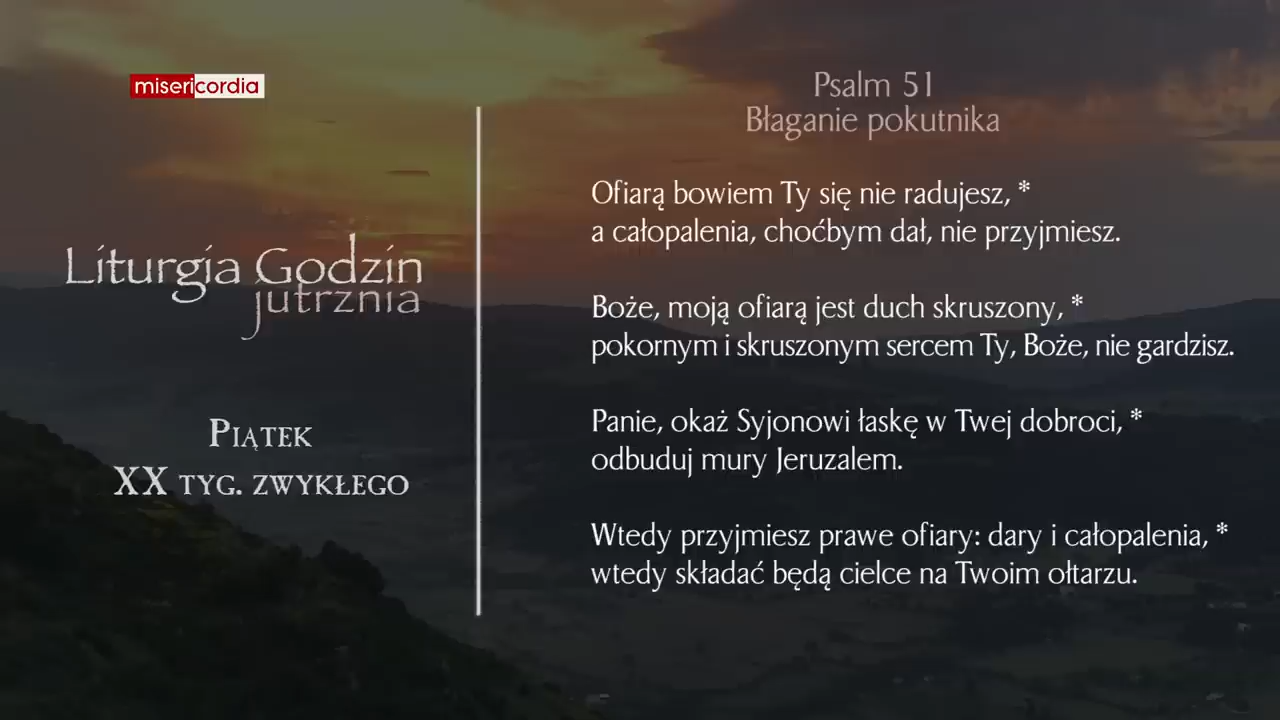 misericordia
Liturgia Godzin
jutrznia
Piątek
XX tyg. zwykłego
Psalm 51
Błaganie pokutnika
Ofiarą bowiem Ty się nie radujesz, *
a całopalenia, choćbym dał, nie przyjmiesz.
Boże, moją ofiarą jest duch skruszony, *
pokornym i skruszonym sercem Ty, Boże, nie gardzisz.
Panie, okaż Syjonowi łaskę w Twej dobroci, *
odbuduj mury Jeruzalem.
Wtedy przyjmiesz prawe ofiary: dary i całopalenia, *
wtedy składać będą cielce na Twoim ołtarzu.